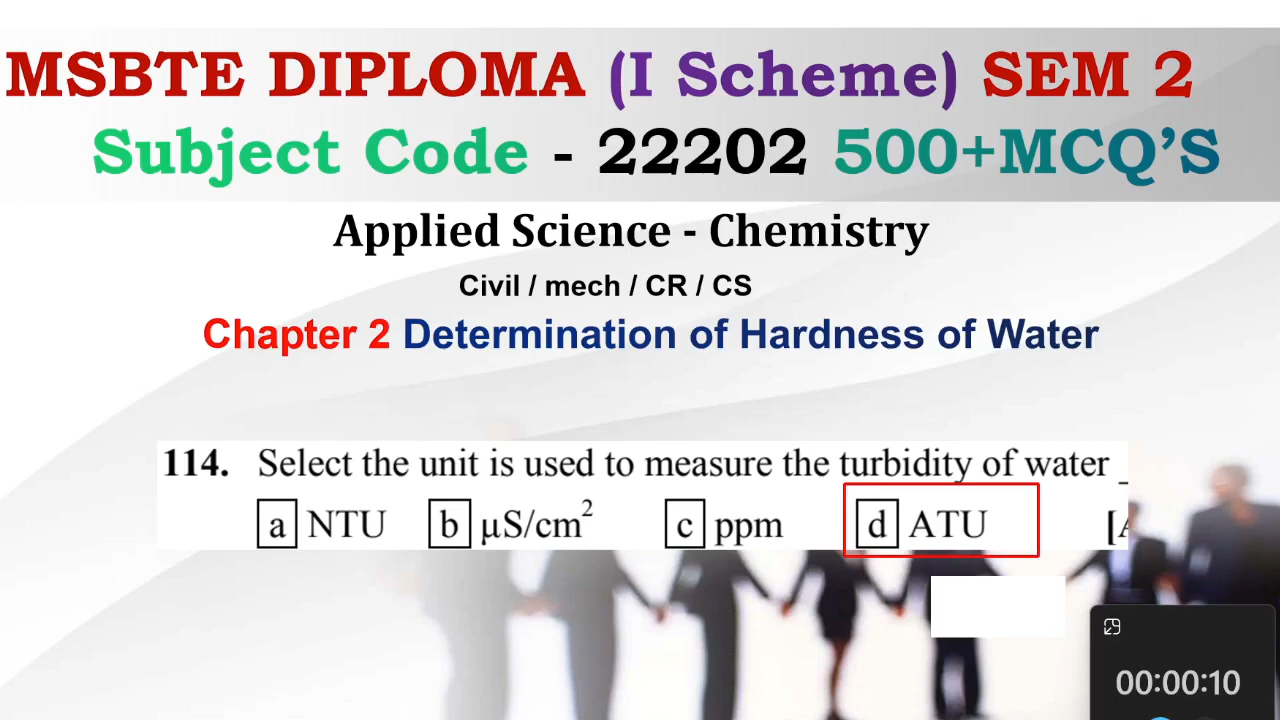 MSBTE DIPLOMA (I Scheme) SEM 2
Subject Code - 22202 500+MCQ'S
Applied Science - Chemistry
Civil / mech / CR / CS
Chapter 2 Determination of Hardness of Water
114. Select the unit is used to measure the turbidity of water _
a NTU b µS/cm² c ppm d ATU [
00:00:10